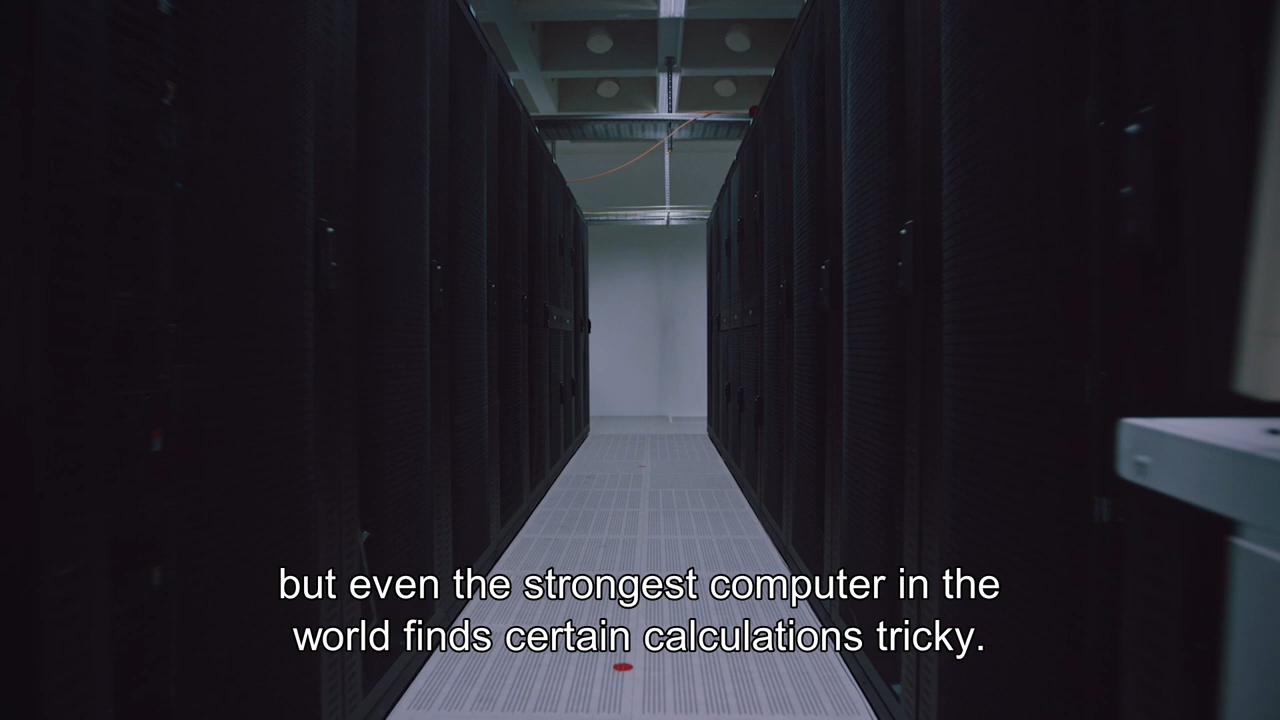 but even the strongest computer in the
world finds certain calculations tricky.